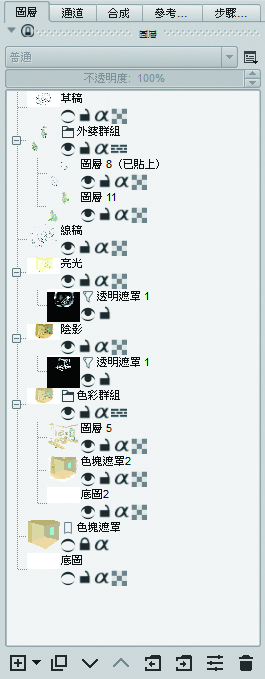 圖層 通道 合成 參考... 步驟...
圖層
普通
不透明度: 100%
草稿
外婆群組
圖層 8 (已貼上)
圖層 11
線稿
亮光
透明遮罩 1
陰影
透明遮罩 1
色彩群組
圖層 5
色塊遮罩2
底圖2
色塊遮罩
底圖